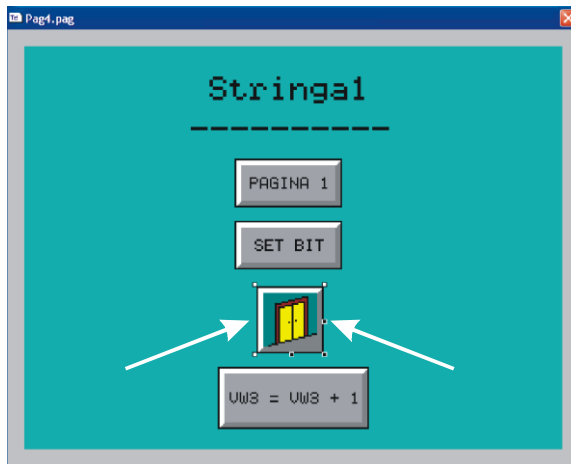 Pag4.pag
Stringa1
----------
PAGINA 1
SET BIT
VW3 = VW3 + 1